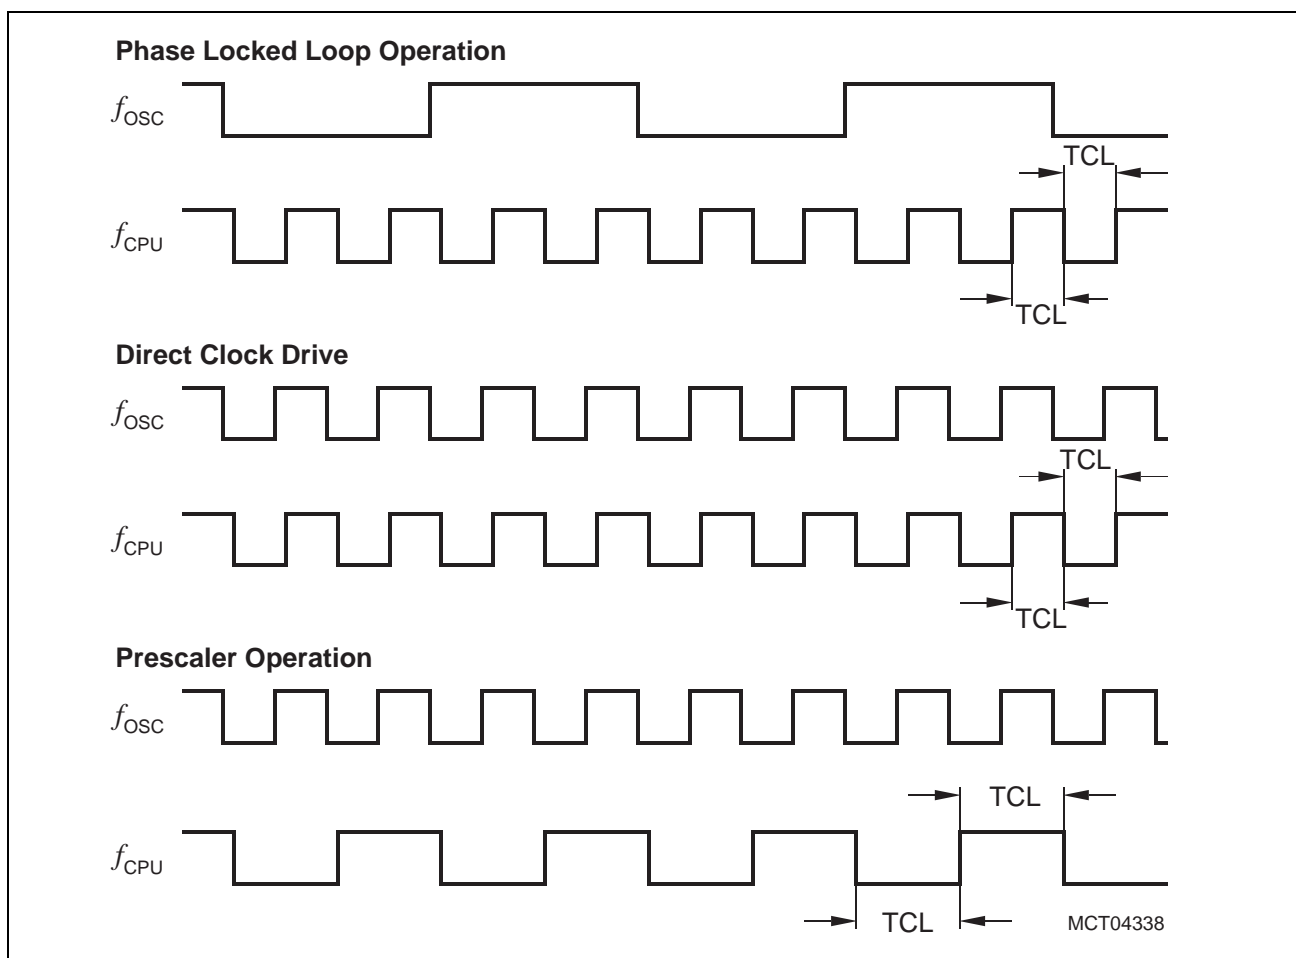 Phase Locked Loop Operation
fOSC
TCL
fCPU
TCL
Direct Clock Drive
fOSC
TCL
fCPU
TCL
Prescaler Operation
fOSC
TCL
fCPU
TCL
MCT04338